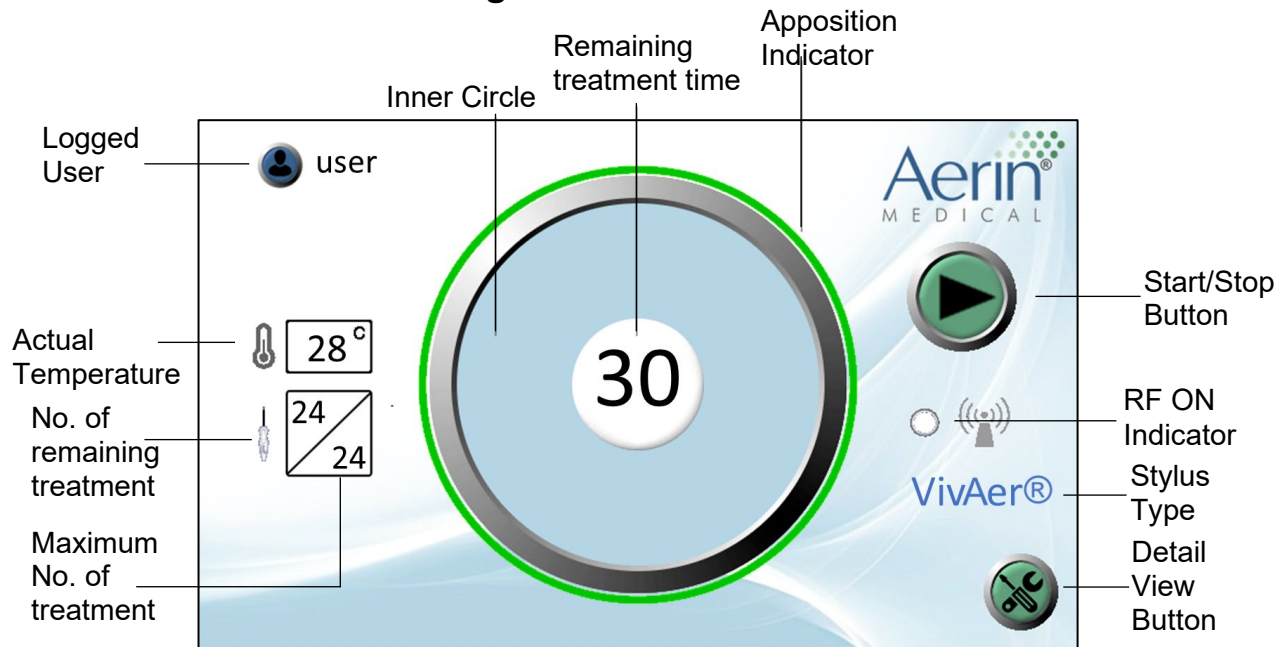 g
Apposition
Indicator
Remaining
treatment time
Inner Circle
Logged
User
user
Aerin®
MEDICAL
Start/Stop
Button
Actual
Temperature
28°C
No. of
remaining
treatment
24
24
30
RF ON
Indicator
VivAer®
Stylus
Type
Maximum
No. of
treatment
Detail
View
Button